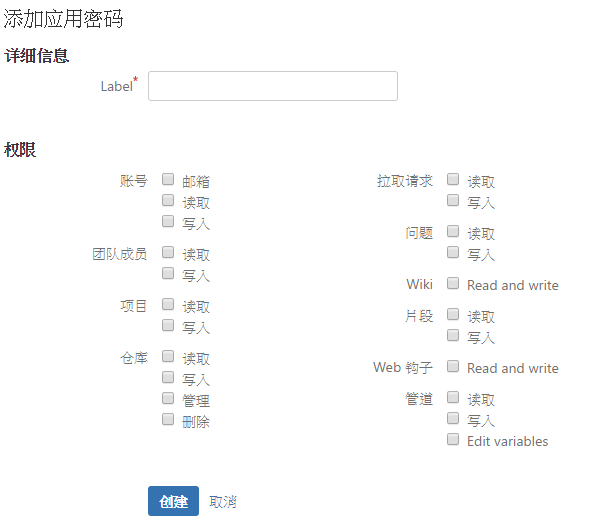 添加应用密码
详细信息
Label*
权限
账号 邮箱
读取
写入
团队成员 读取
写入
项目 读取
写入
仓库 读取
写入
管理
删除
拉取请求 读取
写入
问题 读取
写入
Wiki Read and write
片段 读取
写入
Web 钩子 Read and write
管道 读取
写入
Edit variables
创建 取消